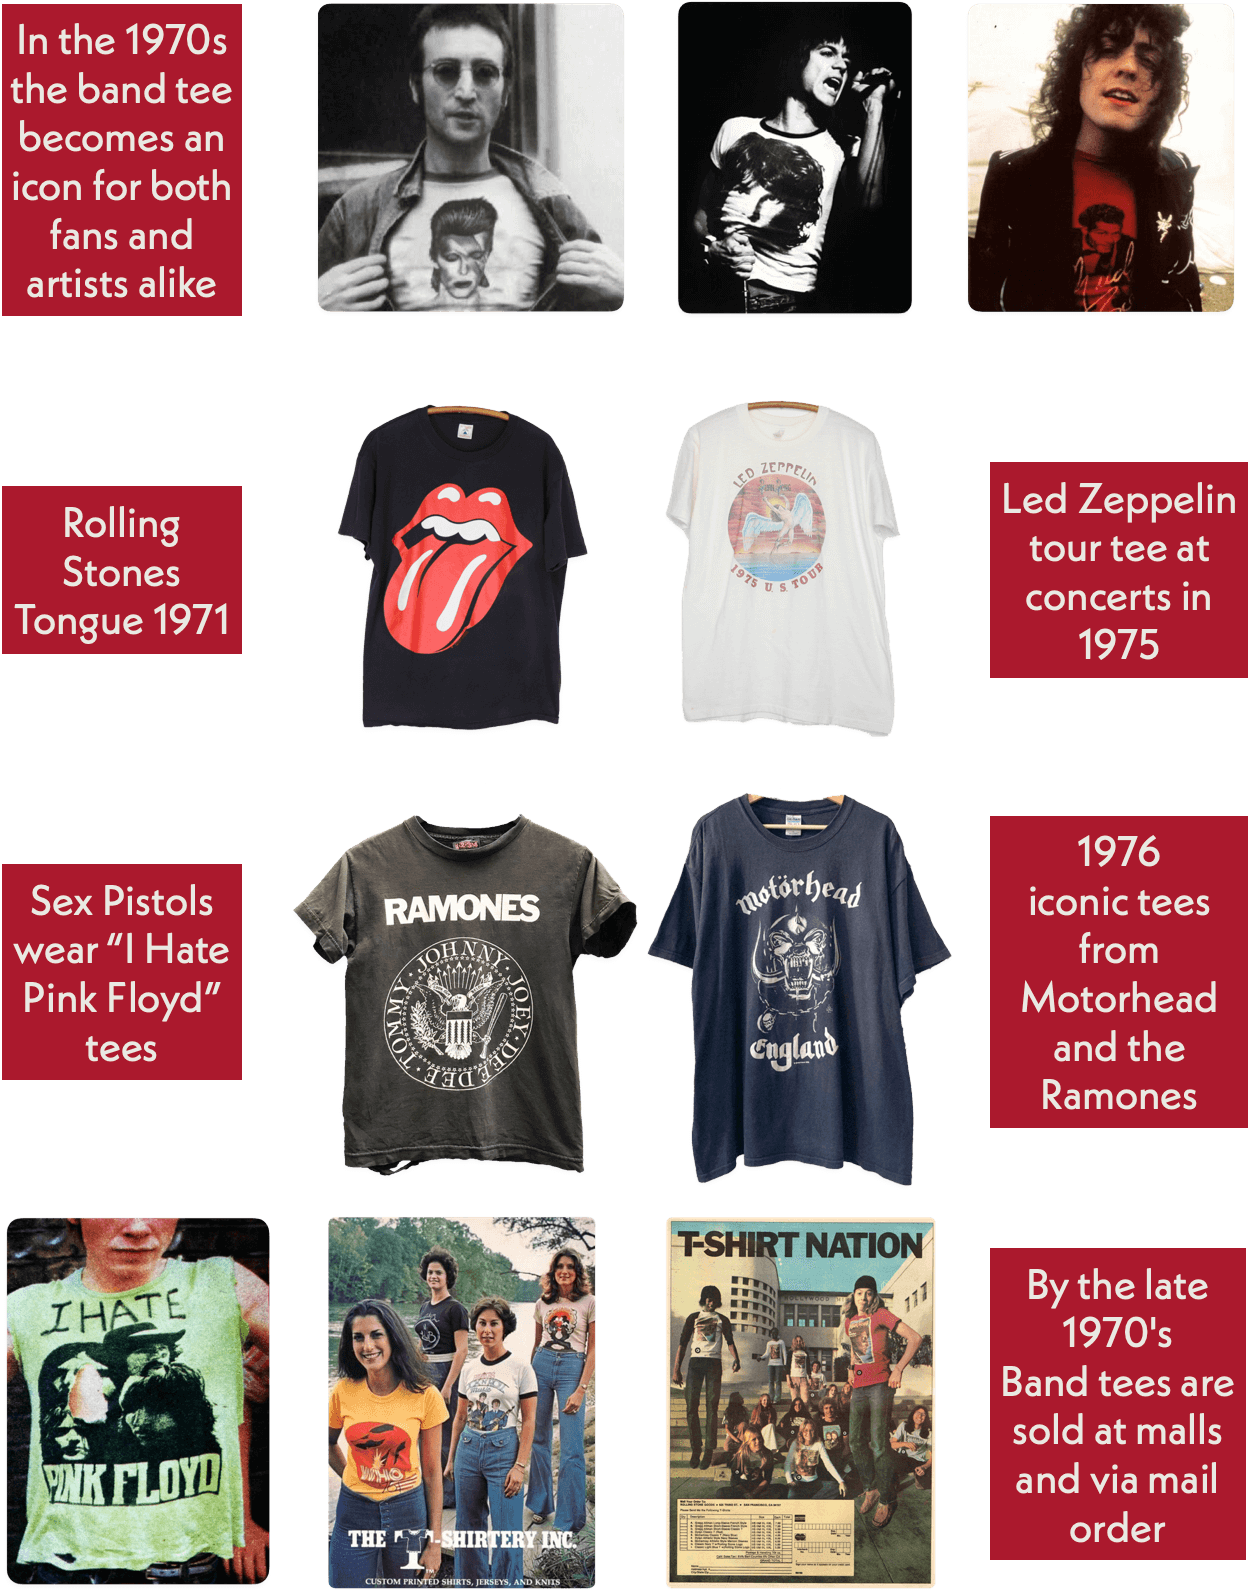 In the 1970s
the band tee
becomes an
icon for both
fans and
artists alike
Rolling
Stones
Tongue 1971
LED ZEPPELIN
1975 U.S. TOUR
Led Zeppelin
tour tee at
concerts in
1975
Sex Pistols
wear “I Hate
Pink Floyd”
tees
RAMONES
JOHNNY · JOEY · DEEDEE · TOMMY
Motörhead
England
1976
iconic tees
from
Motorhead
and the
Ramones
I HATE
PINK FLOYD
THE T-SHIRTERY INC.
CUSTOM PRINTED SHIRTS, JERSEYS, AND KNITS
T-SHIRT NATION
By the late
1970's
Band tees are
sold at malls
and via mail
order